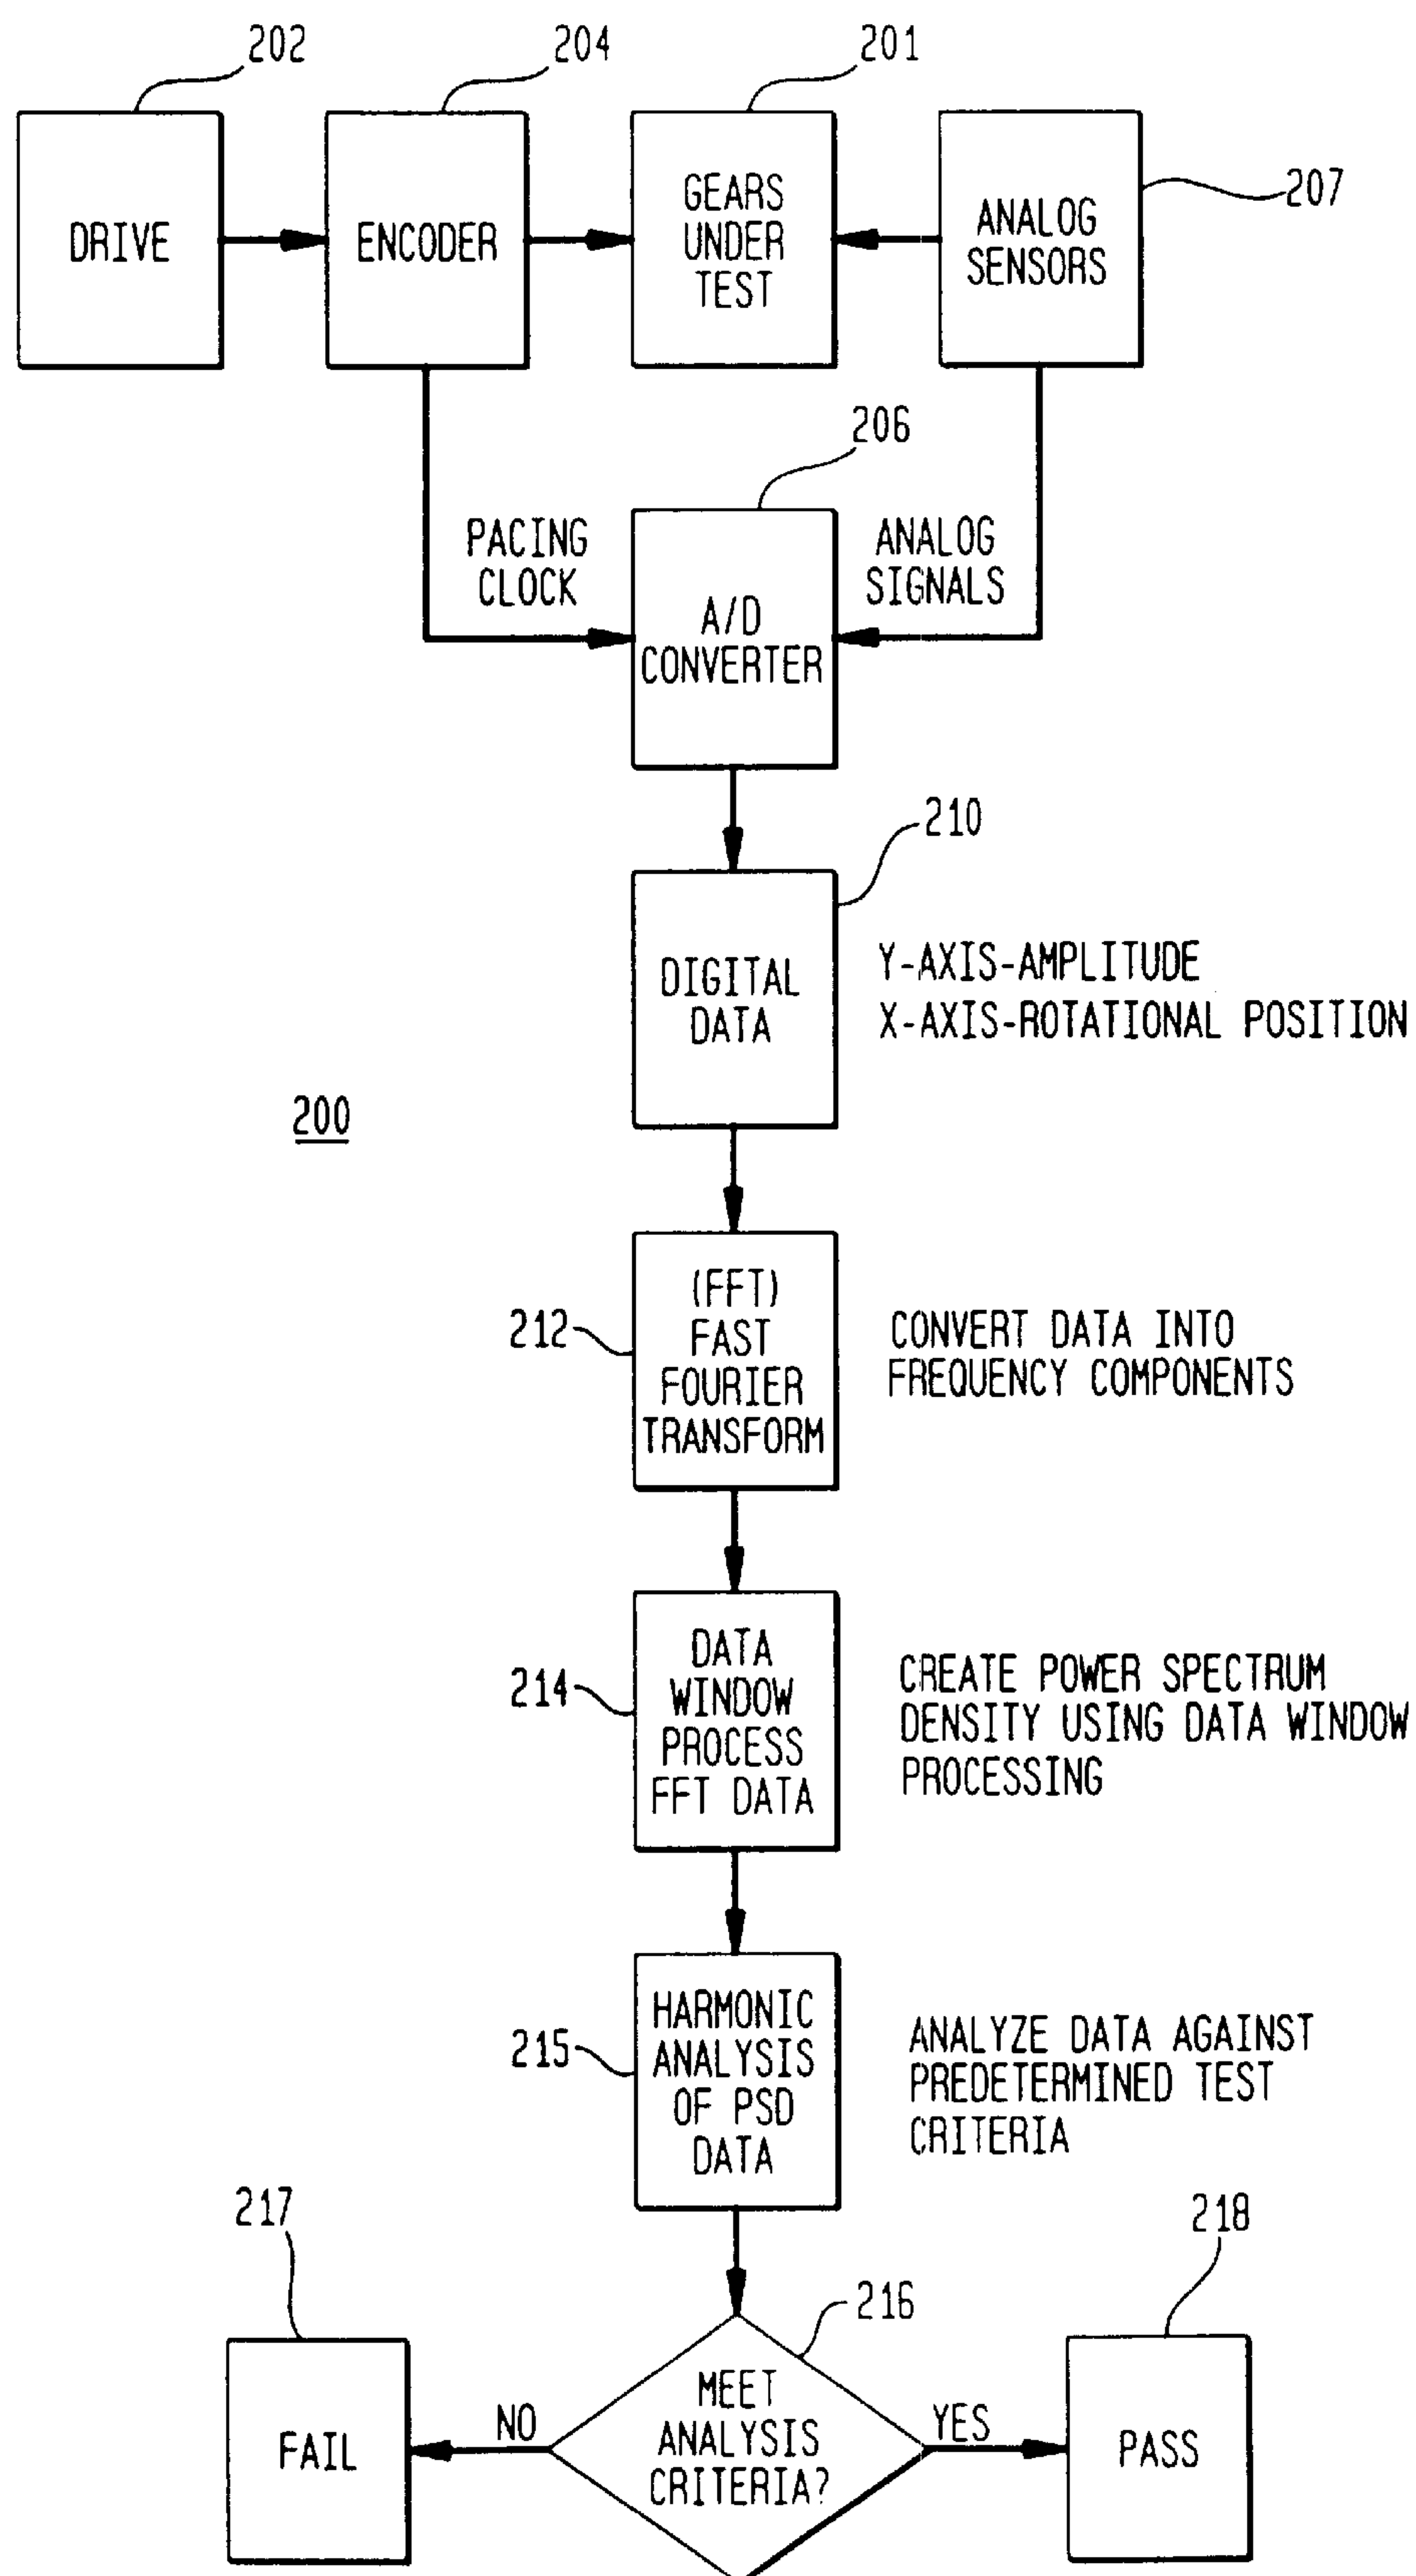 202
204
201
DRIVE
ENCODER
GEARS
UNDER
TEST
ANALOG
SENSORS
207
206
PACING
CLOCK
ANALOG
SIGNALS
A/D
CONVERTER
210
DIGITAL
DATA
Y-AXIS-AMPLITUDE
X-AXIS-ROTATIONAL POSITION
200
212
(FFT)
FAST
FOURIER
TRANSFORM
CONVERT DATA INTO
FREQUENCY COMPONENTS
214
DATA
WINDOW
PROCESS
FFT DATA
CREATE POWER SPECTRUM
DENSITY USING DATA WINDOW
PROCESSING
215
HARMONIC
ANALYSIS
OF PSD
DATA
ANALYZE DATA AGAINST
PREDETERMINED TEST
CRITERIA
217
218
216
FAIL
NO
MEET
ANALYSIS
CRITERIA?
YES
PASS